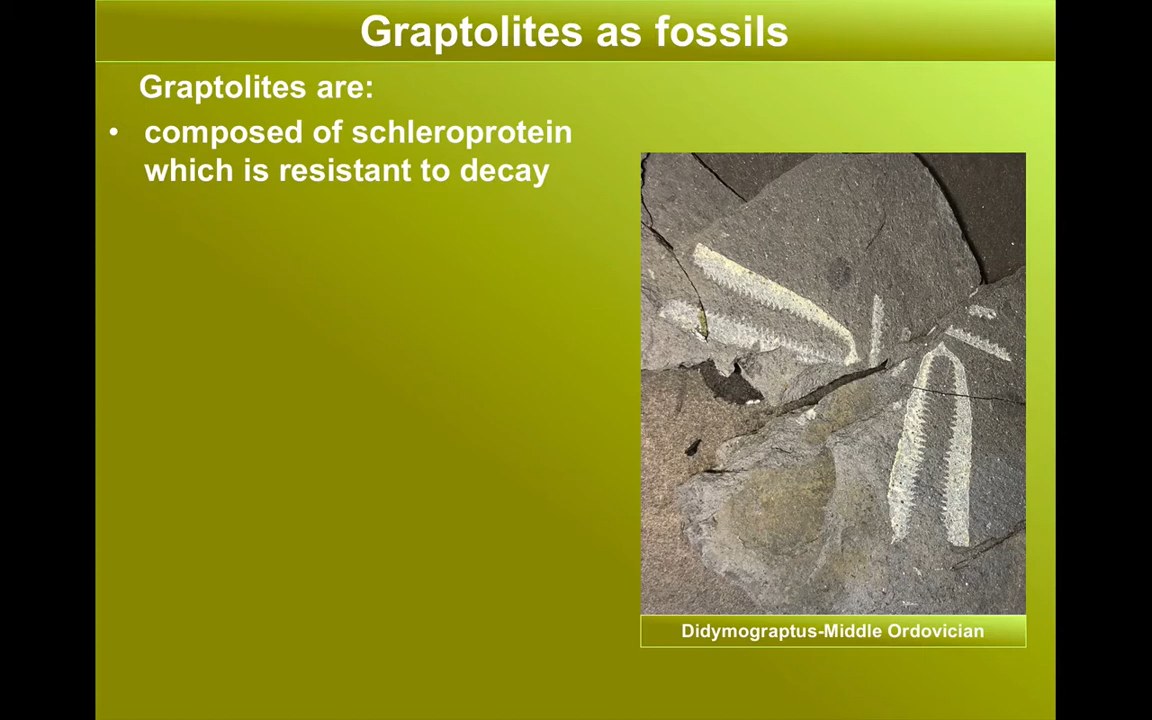 Graptolites as fossils
Graptolites are:
• composed of schleroprotein
which is resistant to decay
Didymograptus-Middle Ordovician